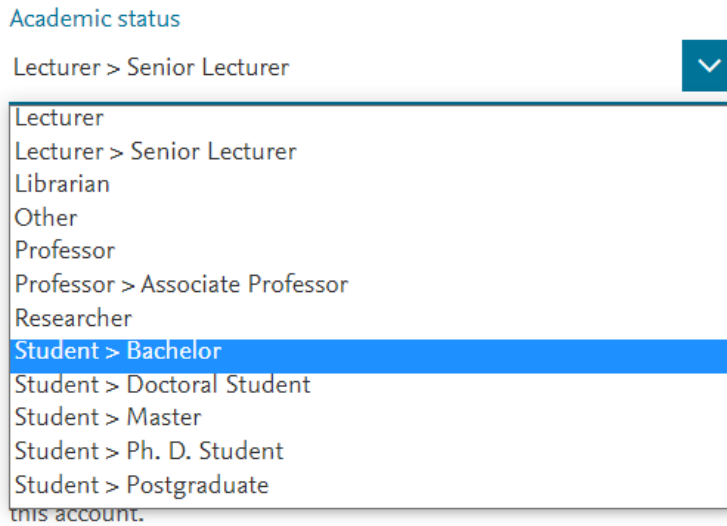 Academic status
Lecturer > Senior Lecturer
Lecturer
Lecturer > Senior Lecturer
Librarian
Other
Professor
Professor > Associate Professor
Researcher
Student > Bachelor
Student > Doctoral Student
Student > Master
Student > Ph. D. Student
Student > Postgraduate
this account.